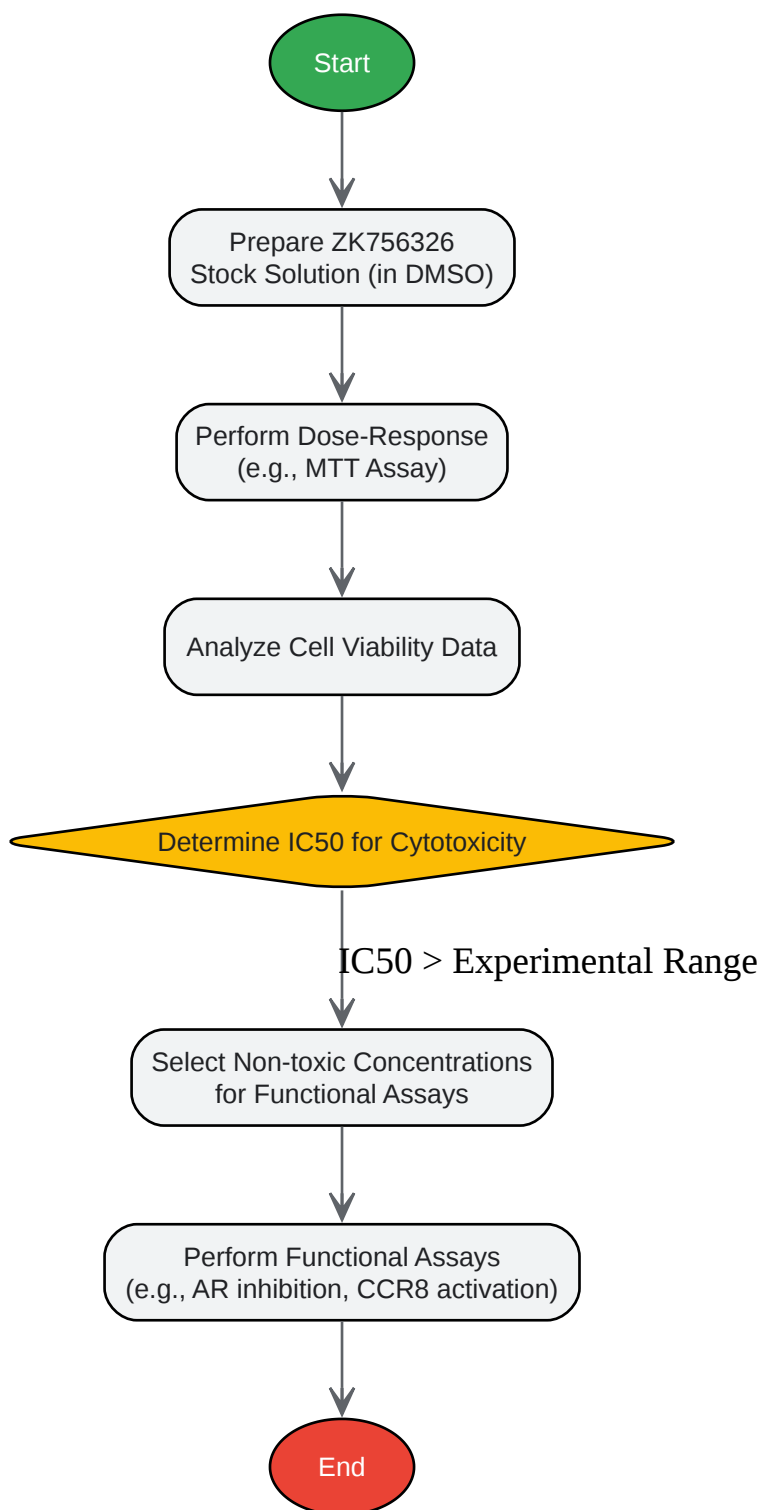 Start
Prepare ZK756326
Stock Solution (in DMSO)
Perform Dose-Response
(e.g., MTT Assay)
Analyze Cell Viability Data
Determine IC50 for Cytotoxicity
IC50 > Experimental Range
Select Non-toxic Concentrations
for Functional Assays
Perform Functional Assays
(e.g., AR inhibition, CCR8 activation)
End